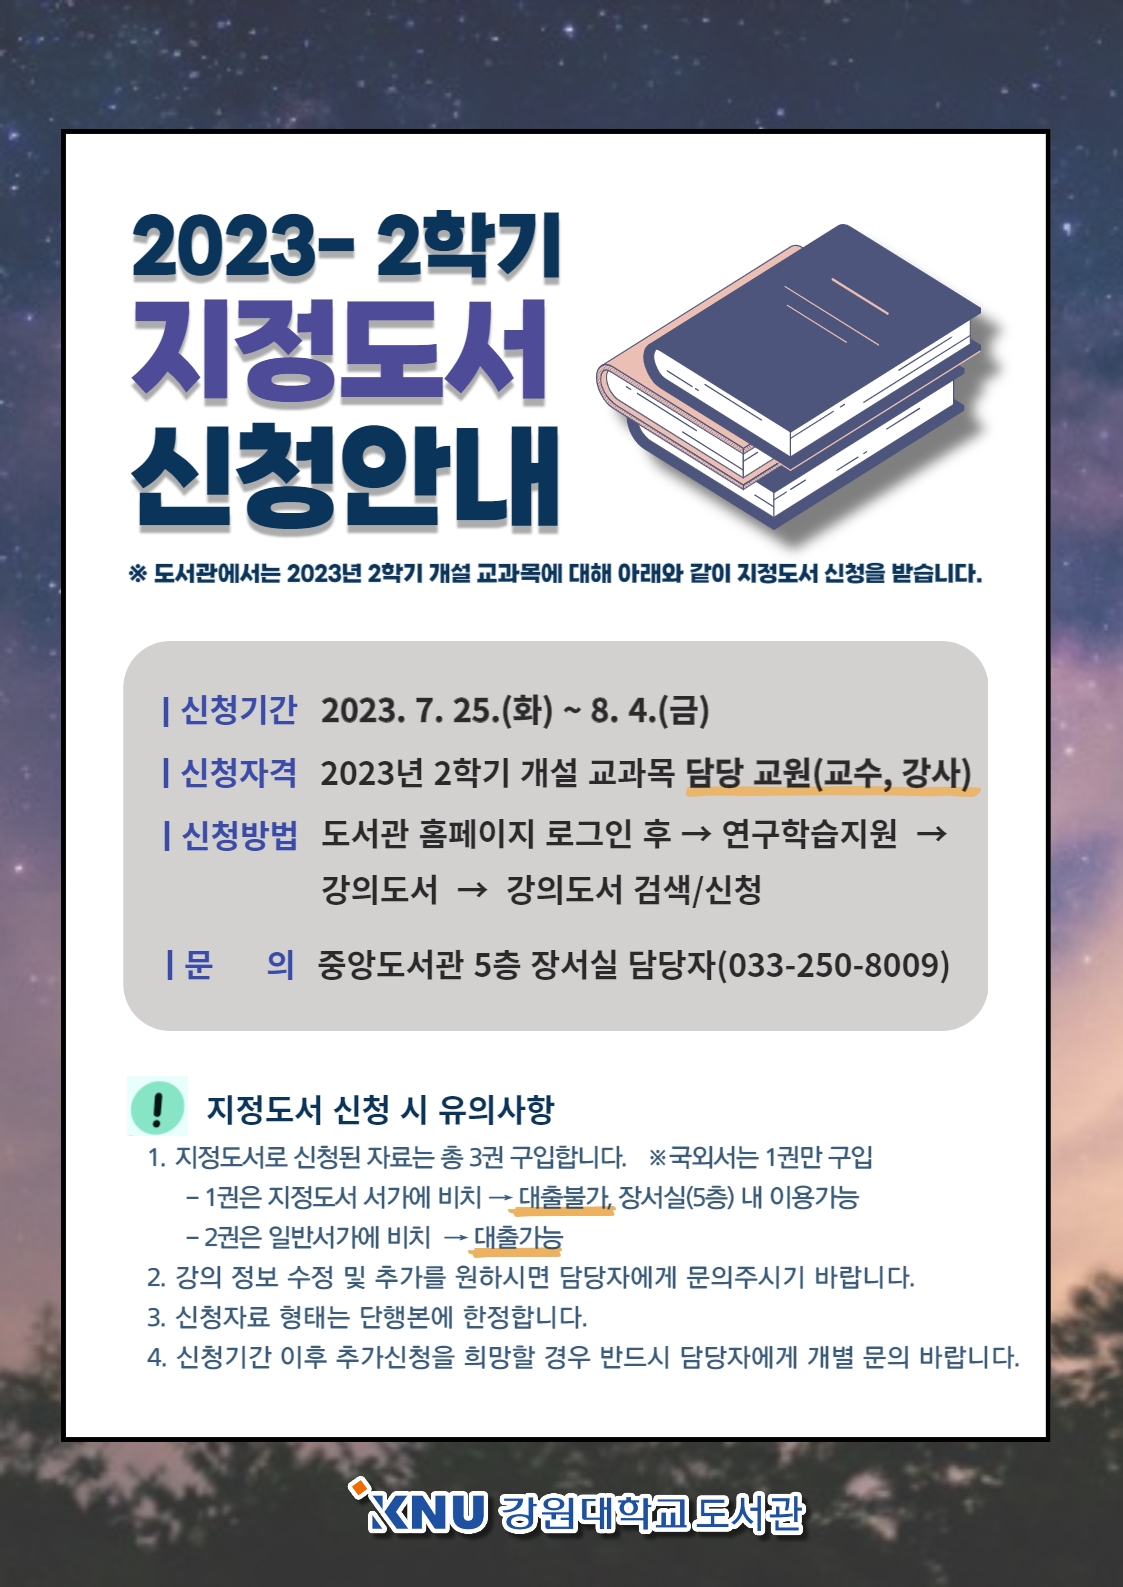 2023- 2학기
지정도서
신청안내
※ 도서관에서는 2023년 2학기 개설 교과목에 대해 아래와 같이 지정도서 신청을 받습니다.
| 신청기간 2023. 7. 25.(화) ~ 8. 4.(금)
| 신청자격 2023년 2학기 개설 교과목 담당 교원(교수, 강사)
| 신청방법 도서관 홈페이지 로그인 후 → 연구학습지원 →
강의도서 → 강의도서 검색/신청
| 문 의 중앙도서관 5층 장서실 담당자(033-250-8009)
! 지정도서 신청 시 유의사항
1. 지정도서로 신청된 자료는 총 3권 구입합니다. ※국외서는 1권만 구입
– 1권은 지정도서 서가에 비치 → 대출불가, 장서실(5층) 내 이용가능
– 2권은 일반서가에 비치 → 대출가능
2. 강의 정보 수정 및 추가를 원하시면 담당자에게 문의주시기 바랍니다.
3. 신청자료 형태는 단행본에 한정합니다.
4. 신청기간 이후 추가신청을 희망할 경우 반드시 담당자에게 개별 문의 바랍니다.
KNU 강원대학교도서관